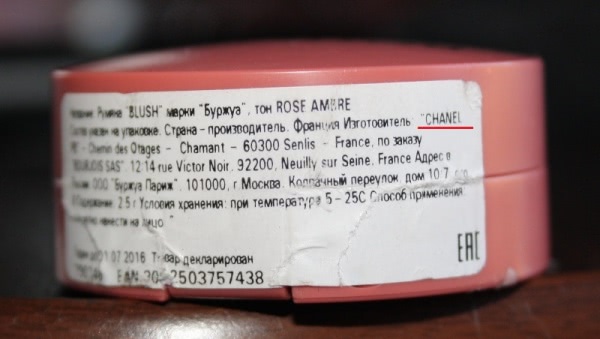 Румяна "BLUSH" марки "Буржуа", тон ROSE AMBRE
Состав указан на упаковке. Страна - производитель. Франция Изготовитель "CHANEL
- Chemin des Otages - Chamant - 60300 Senlis - France, по заказу
"BOURJOIS SAS". 12 14 rue Victor Noir. 92200, Neuilly sur Seine. France Адрес в
ООО "Буржуа Париж". 101000, г Москва. Колпачный переулок, дом
2.5 г Условия хранения: при температуре 5 - 25С Способ применения
нанести на лицо
.07.2016 Товар декларирован
EAN 2503757438
EAC